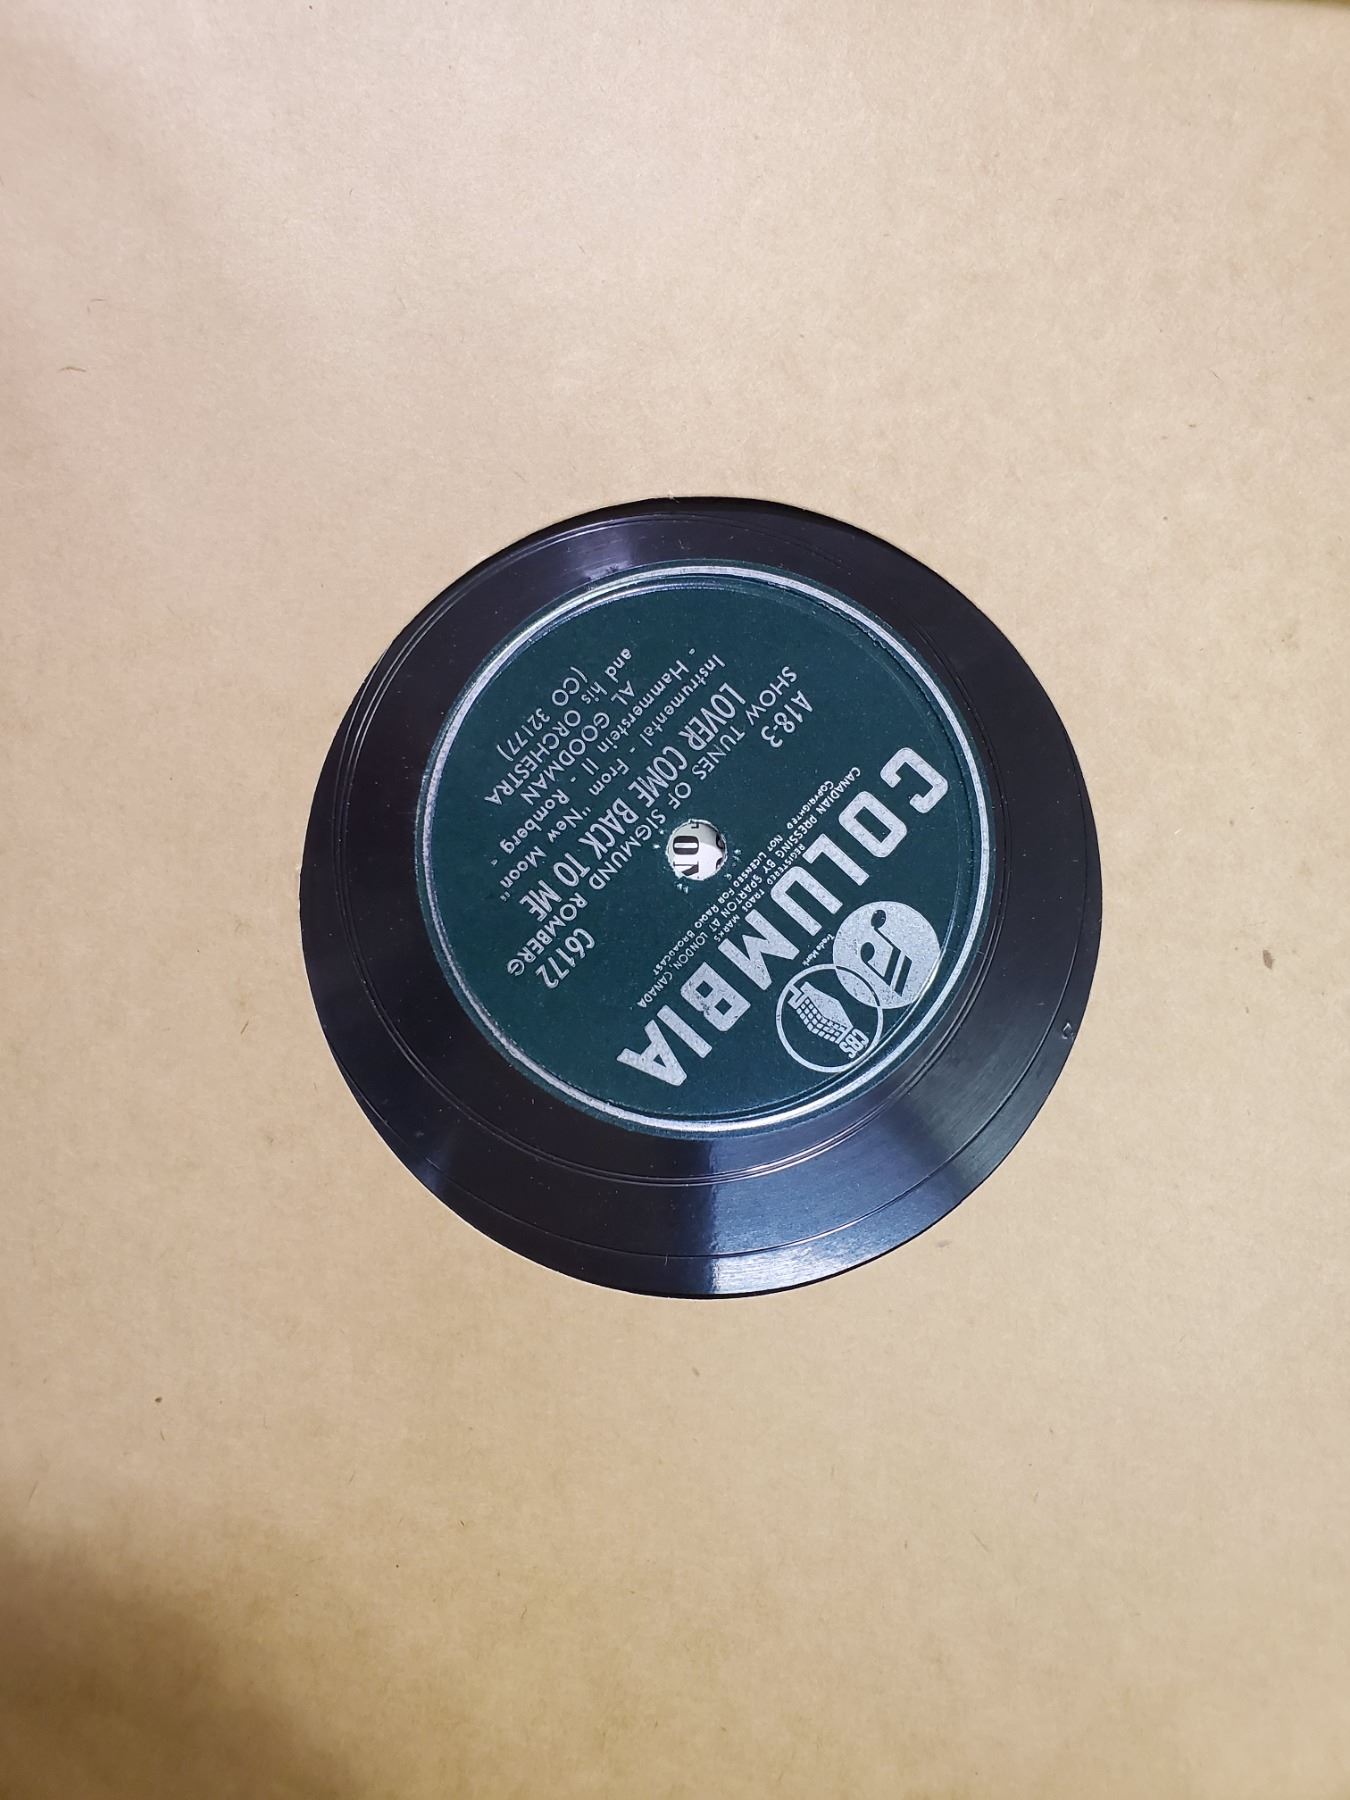 CBS
Trade Mark
COLUMBIA
REGISTERED TRADE MARKS
CANADIAN PRESSING BY SPARTON AT LONDON, CANADA
COPYRIGHTED NOT LICENSED FOR RADIO BROADCAST
A18-3 C6172
SHOW TUNES OF SIGMUND ROMBERG
LOVER COME BACK TO ME
Instrumental - From "New Moon"
- Hammerstein II - Romberg -
AL GOODMAN
and his ORCHESTRA
(CO 32177)
ON